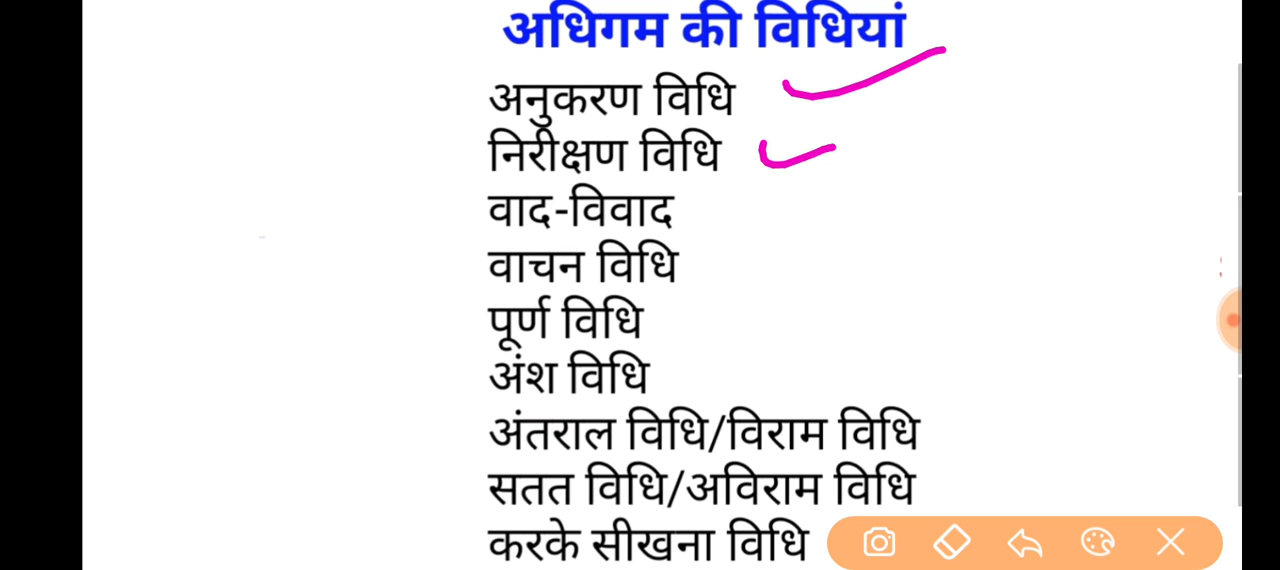 अधिगम की विधियां
अनुकरण विधि
निरीक्षण विधि
वाद-विवाद
वाचन विधि
पूर्ण विधि
अंश विधि
अंतराल विधि/विराम विधि
सतत विधि/अविराम विधि
करके सीखना विधि